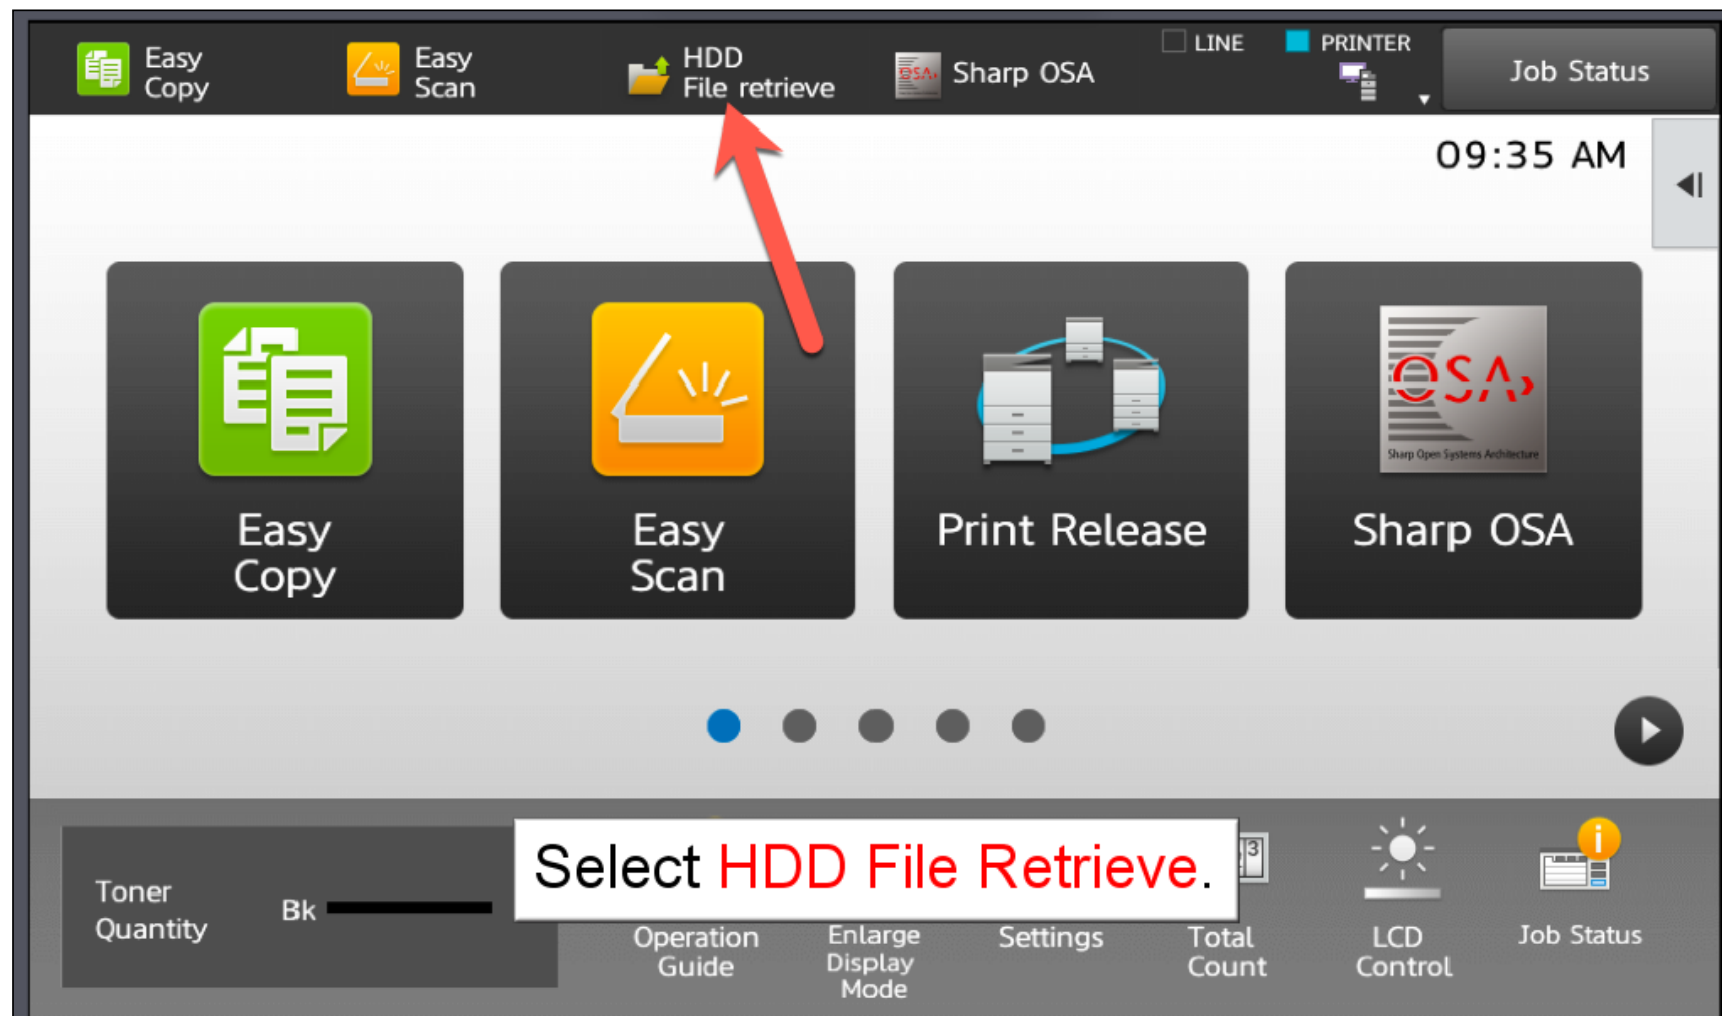 Easy
Copy
Easy
Scan
HDD
File retrieve
OSA
Sharp OSA
LINE
PRINTER
Job Status
09:35 AM
Easy
Copy
Easy
Scan
Print Release
OSA
Sharp Open Systems Architecture
Sharp OSA
Toner
Quantity
Bk
Select HDD File Retrieve.
3
i
Operation
Guide
Enlarge
Display
Mode
Settings
Total
Count
LCD
Control
Job Status